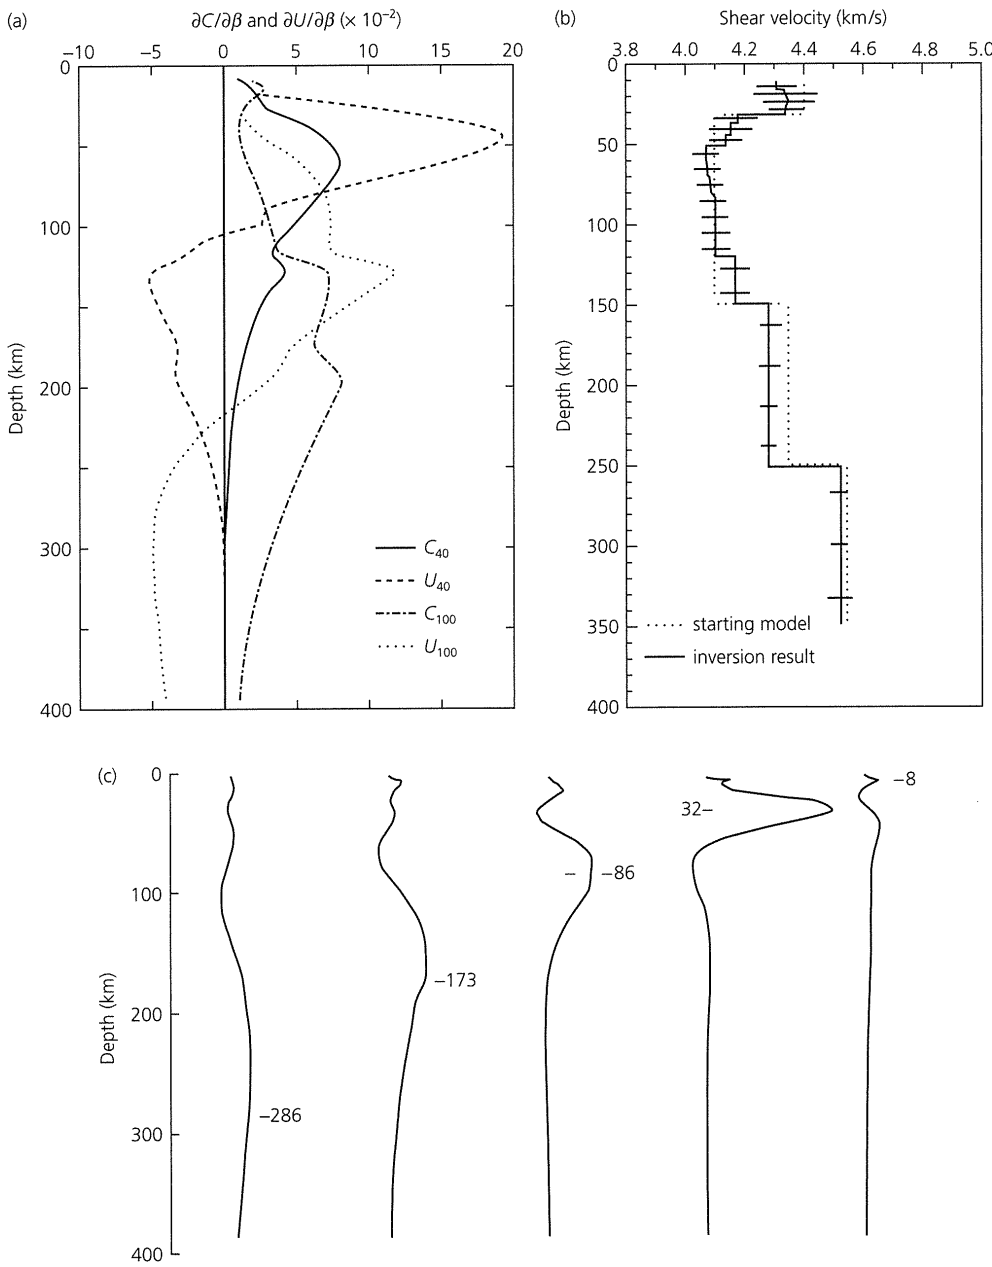 (a)
∂C/∂β and ∂U/∂β (× 10⁻²)
−10 −5 0 5 10 15 20
0
100
200
300
400
Depth (km)
C₄₀
U₄₀
C₁₀₀
U₁₀₀
(b)
Shear velocity (km/s)
3.8 4.0 4.2 4.4 4.6 4.8 5.0
0
50
100
150
200
250
300
350
400
Depth (km)
starting model
inversion result
(c)
0
100
200
300
400
Depth (km)
−286
−173
− −86
32−
−8